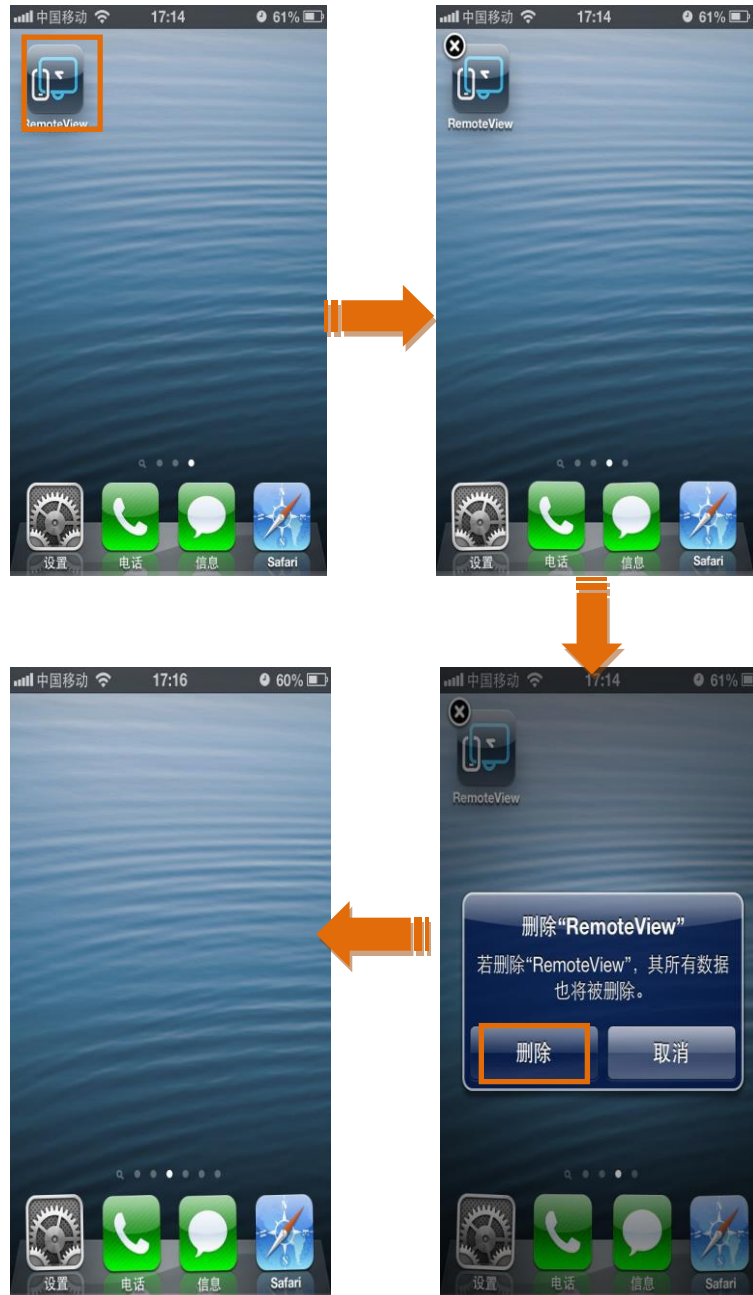 中国移动 17:14 61%
RemoteView
设置 电话 信息 Safari
中国移动 17:14 61%
RemoteView
设置 电话 信息 Safari
中国移动 17:14 61%
RemoteView
删除“RemoteView”
若删除“RemoteView”，其所有数据
也将被删除。
删除 取消
设置 电话 信息 Safari
中国移动 17:16 60%
设置 电话 信息 Safari